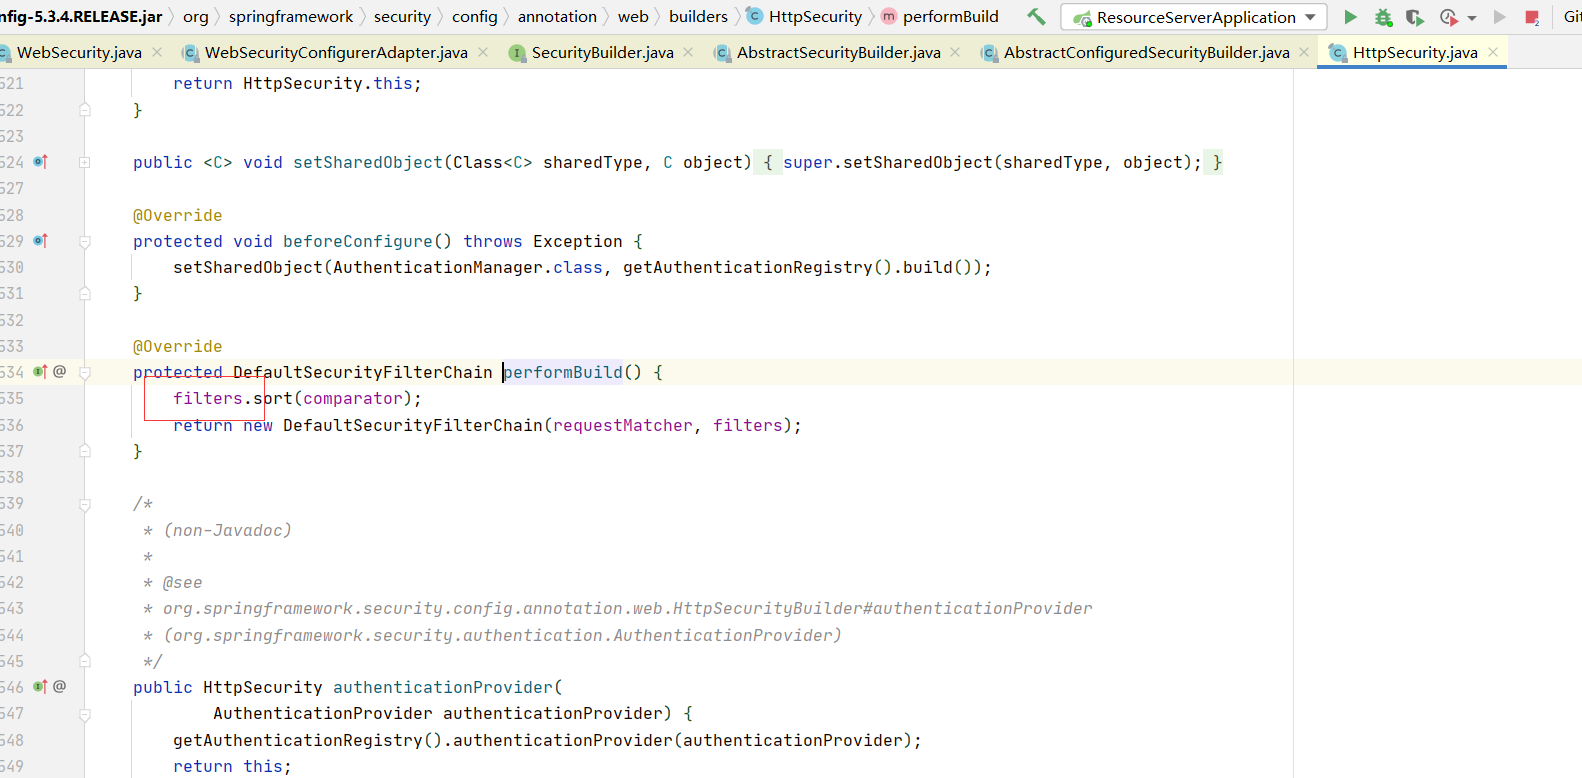 nfig-5.3.4.RELEASE.jar org springframework security config annotation web builders HttpSecurity performBuild ResourceServerApplication Gi
WebSecurity.java WebSecurityConfigurerAdapter.java SecurityBuilder.java AbstractSecurityBuilder.java AbstractConfiguredSecurityBuilder.java HttpSecurity.java
521 return HttpSecurity.this;
522 }
523
524 public <C> void setSharedObject(Class<C> sharedType, C object) { super.setSharedObject(sharedType, object); }
527
528 @Override
529 protected void beforeConfigure() throws Exception {
530 setSharedObject(AuthenticationManager.class, getAuthenticationRegistry().build());
531 }
532
533 @Override
534 @ protected DefaultSecurityFilterChain performBuild() {
535 filters.sort(comparator);
536 return new DefaultSecurityFilterChain(requestMatcher, filters);
537 }
538
539 /*
540 * (non-Javadoc)
541 *
542 * @see
543 * org.springframework.security.config.annotation.web.HttpSecurityBuilder#authenticationProvider
544 * (org.springframework.security.authentication.AuthenticationProvider)
545 */
546 @ public HttpSecurity authenticationProvider(
547 AuthenticationProvider authenticationProvider) {
548 getAuthenticationRegistry().authenticationProvider(authenticationProvider);
549 return this;